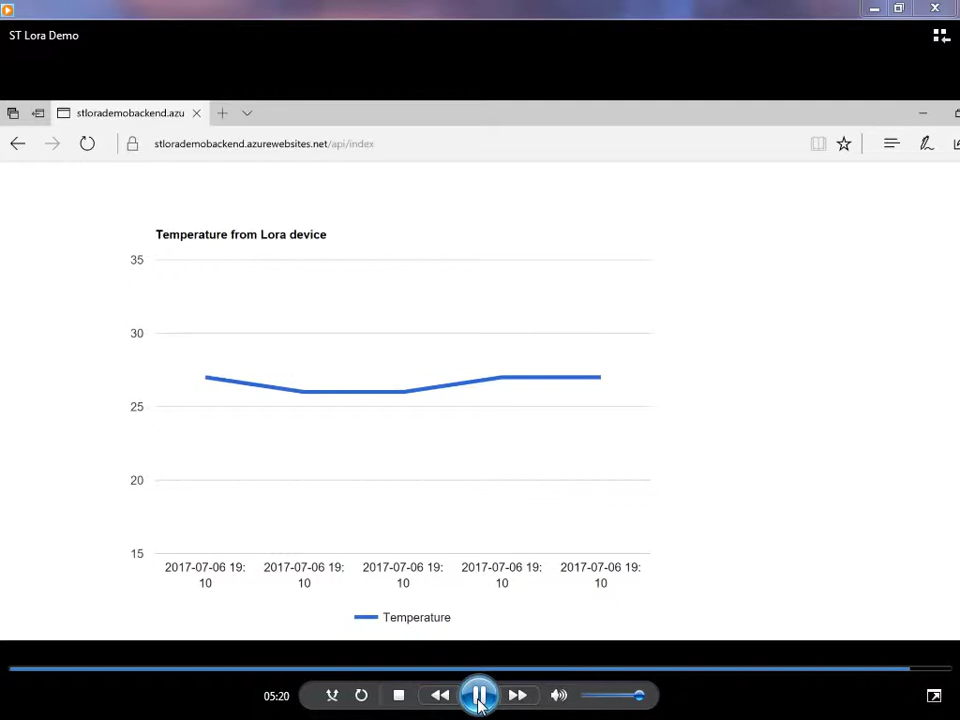 ST Lora Demo
stlorademobackend.azu
stlorademobackend.azurewebsites.net/api/index
Temperature from Lora device
35
30
25
20
15
2017-07-06 19:10 2017-07-06 19:10 2017-07-06 19:10 2017-07-06 19:10 2017-07-06 19:10
Temperature
05:20